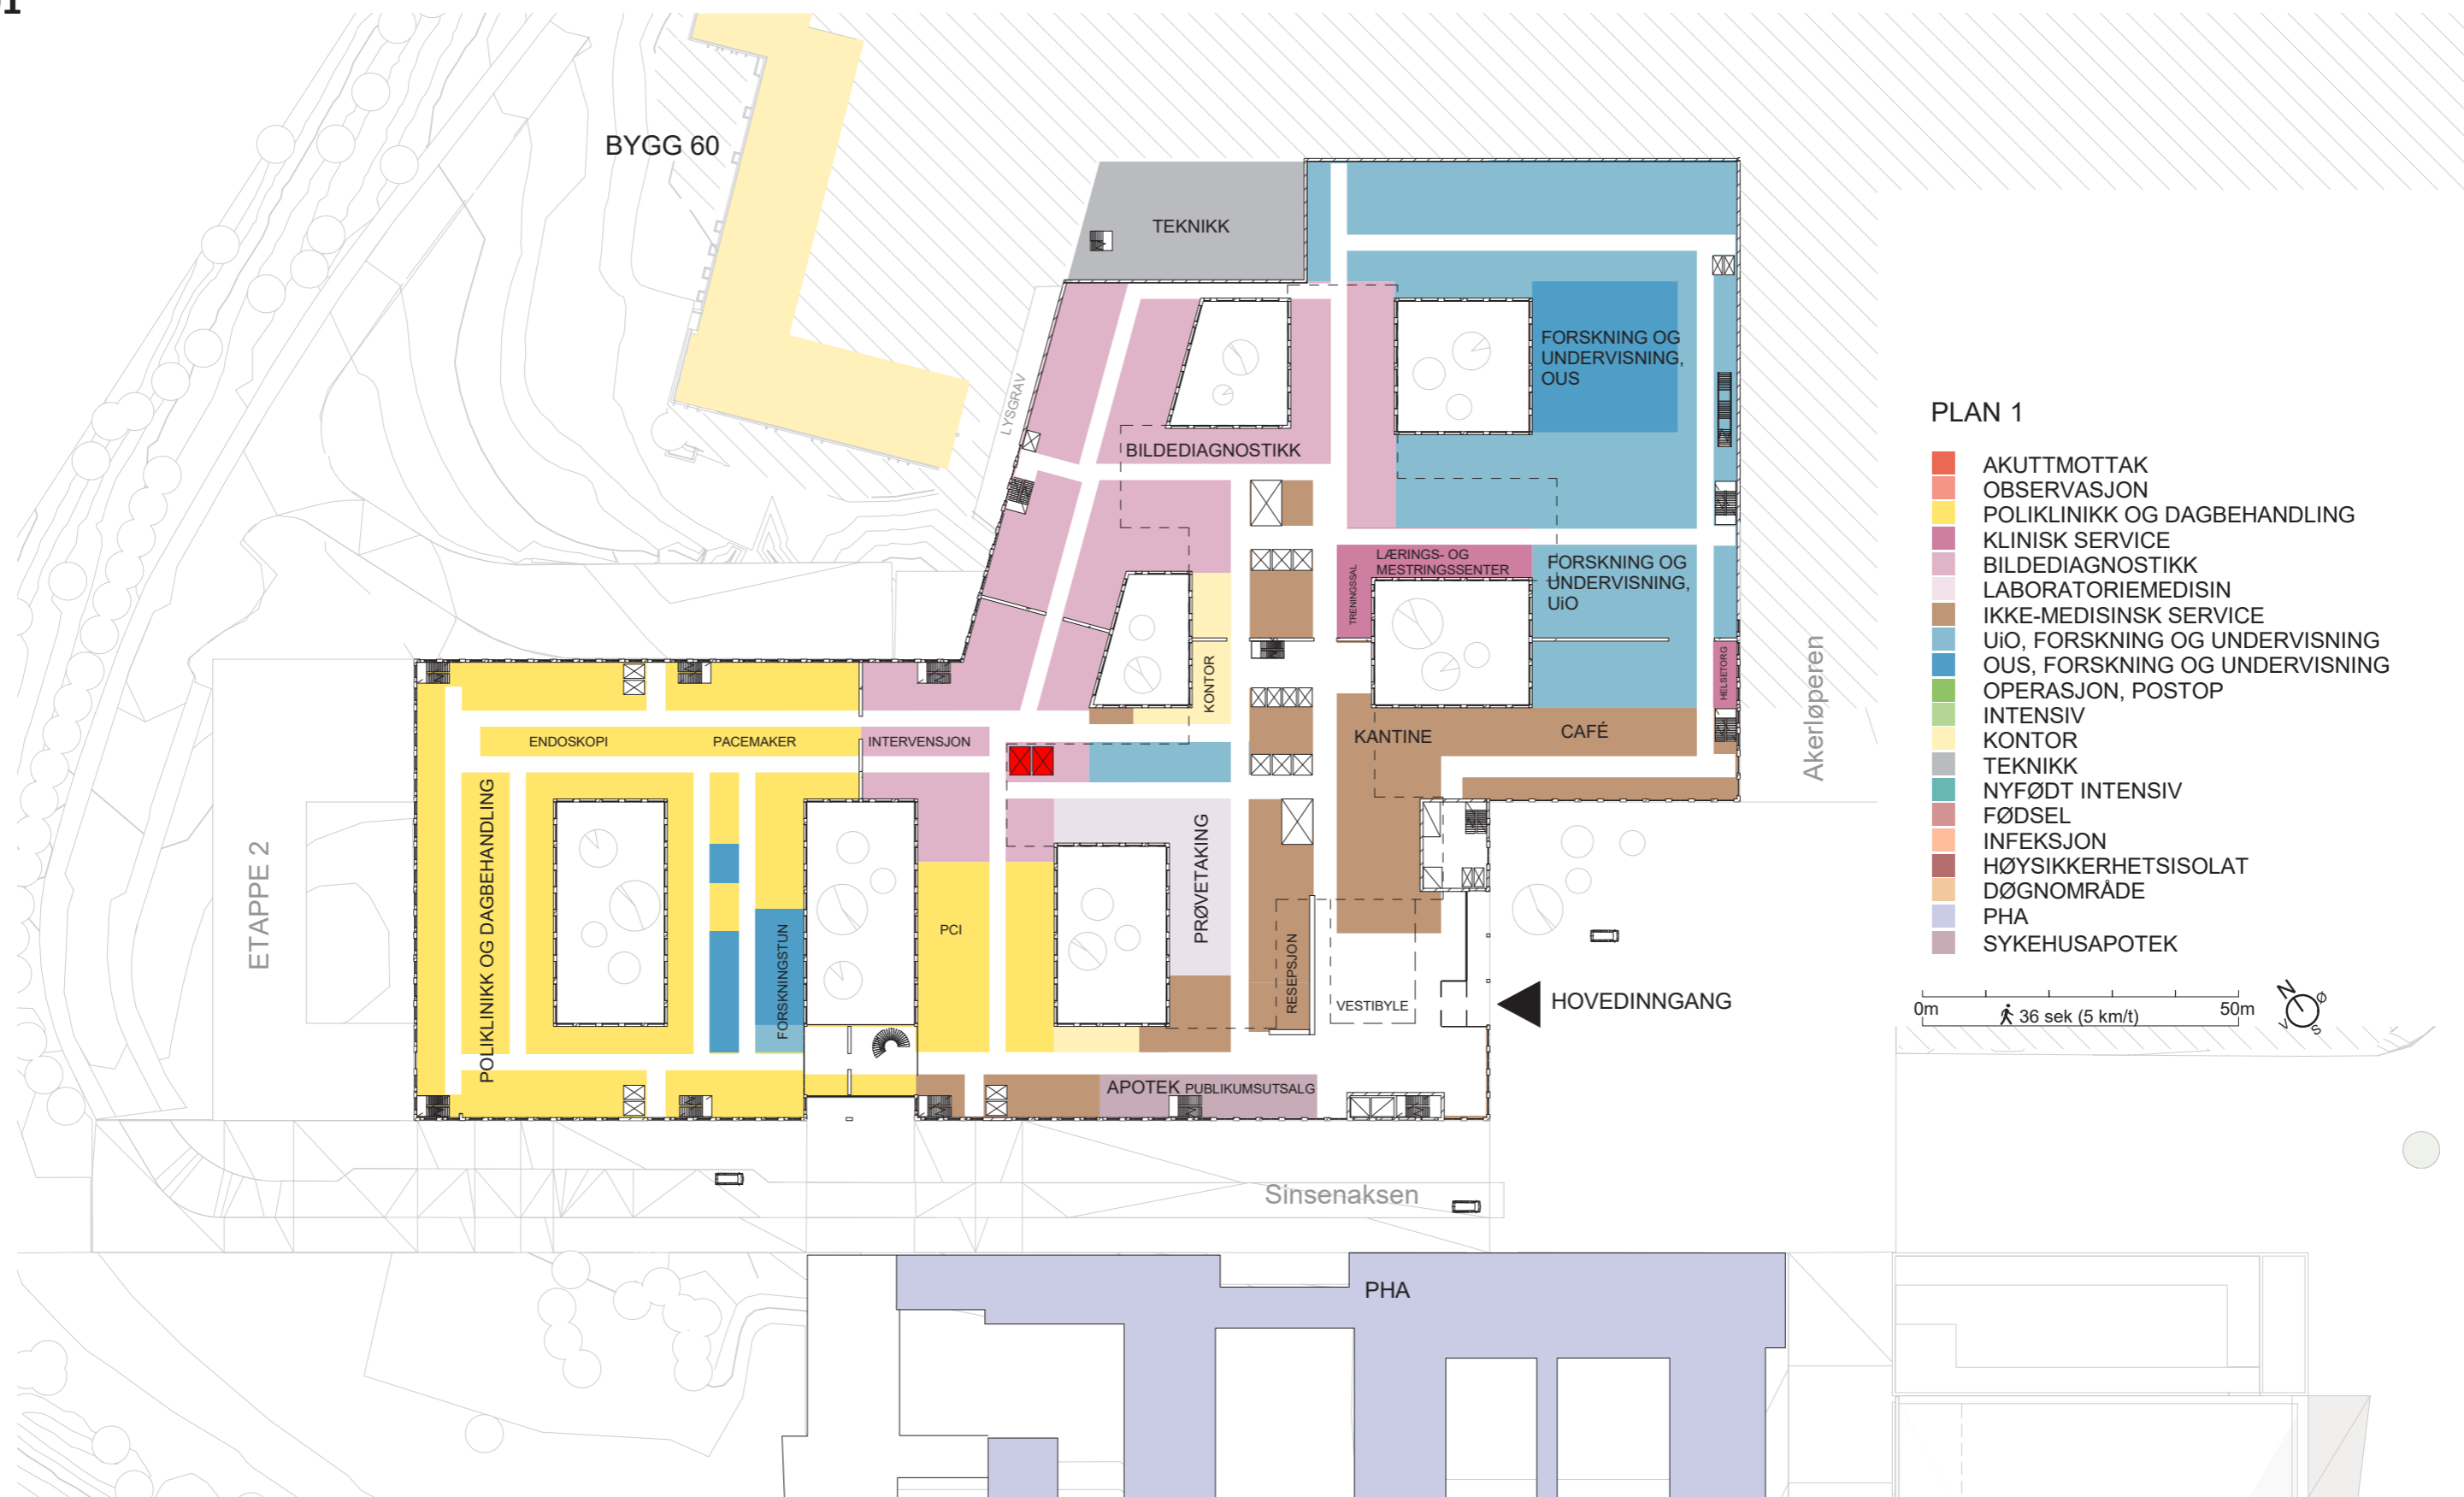 BYGG 60
TEKNIKK
FORSKNING OG
UNDERVISNING,
OUS
LYSGRAV
BILDEDIAGNOSTIKK
LÆRINGS- OG
MESTRINGSSENTER
TRENINGSSAL
FORSKNING OG
UNDERVISNING,
UiO
KONTOR
HELSETORG
Akerløperen
ENDOSKOPI
PACEMAKER
INTERVENSJON
KANTINE
CAFÉ
POLIKLINIKK OG DAGBEHANDLING
ETAPPE 2
FORSKNINGSTUN
PCI
PRØVETAKING
RESEPSJON
VESTIBYLE
HOVEDINNGANG
APOTEK PUBLIKUMSUTSALG
Sinsenaksen
PHA
PLAN 1
AKUTTMOTTAK
OBSERVASJON
POLIKLINIKK OG DAGBEHANDLING
KLINISK SERVICE
BILDEDIAGNOSTIKK
LABORATORIEMEDISIN
IKKE-MEDISINSK SERVICE
UiO, FORSKNING OG UNDERVISNING
OUS, FORSKNING OG UNDERVISNING
OPERASJON, POSTOP
INTENSIV
KONTOR
TEKNIKK
NYFØDT INTENSIV
FØDSEL
INFEKSJON
HØYSIKKERHETSISOLAT
DØGNOMRÅDE
PHA
SYKEHUSAPOTEK
0m
36 sek (5 km/t)
50m
N
Ø
V
S